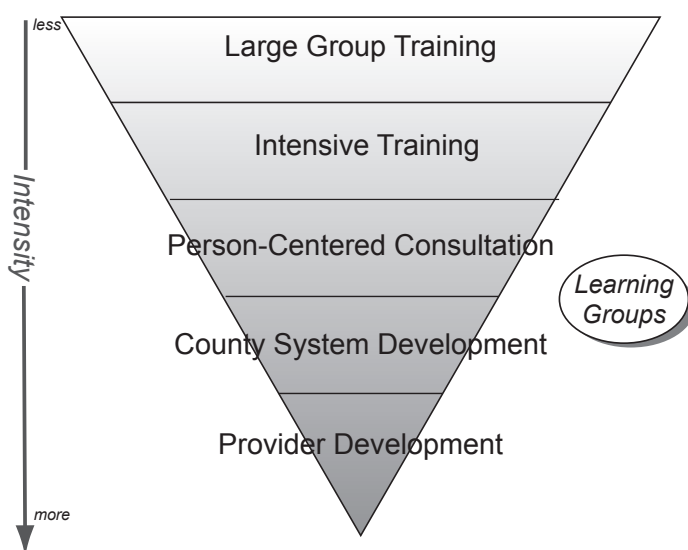 less
Large Group Training
Intensive Training
Intensity
Person-Centered Consultation
Learning
Groups
County System Development
Provider Development
more